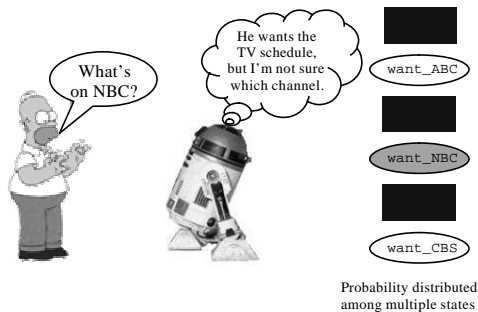 What's
on NBC?
He wants the
TV schedule,
but I'm not sure
which channel.
want_ABC
want_NBC
want_CBS
Probability distributed
among multiple states